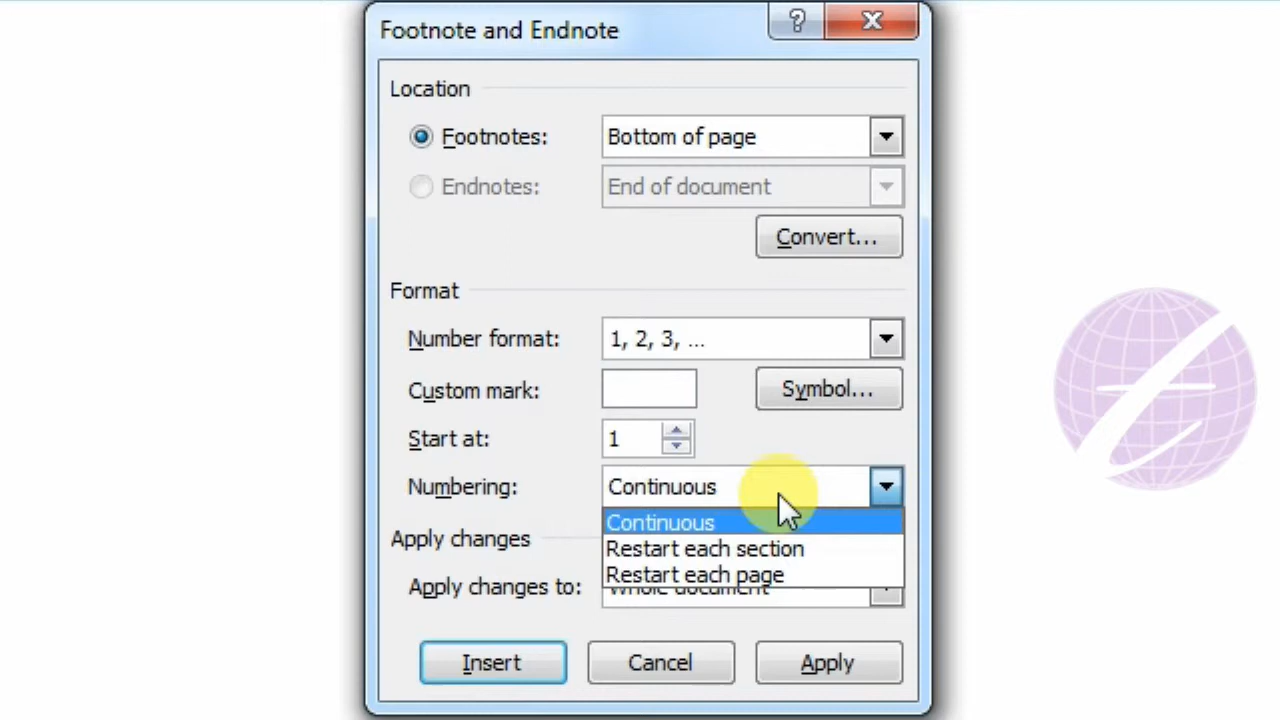 Footnote and Endnote
Location
Footnotes: Bottom of page
Endnotes: End of document
Convert...
Format
Number format: 1, 2, 3, ...
Custom mark: Symbol...
Start at: 1
Numbering: Continuous
Continuous
Apply changes
Restart each section
Restart each page
Apply changes to: Whole document
Insert Cancel Apply